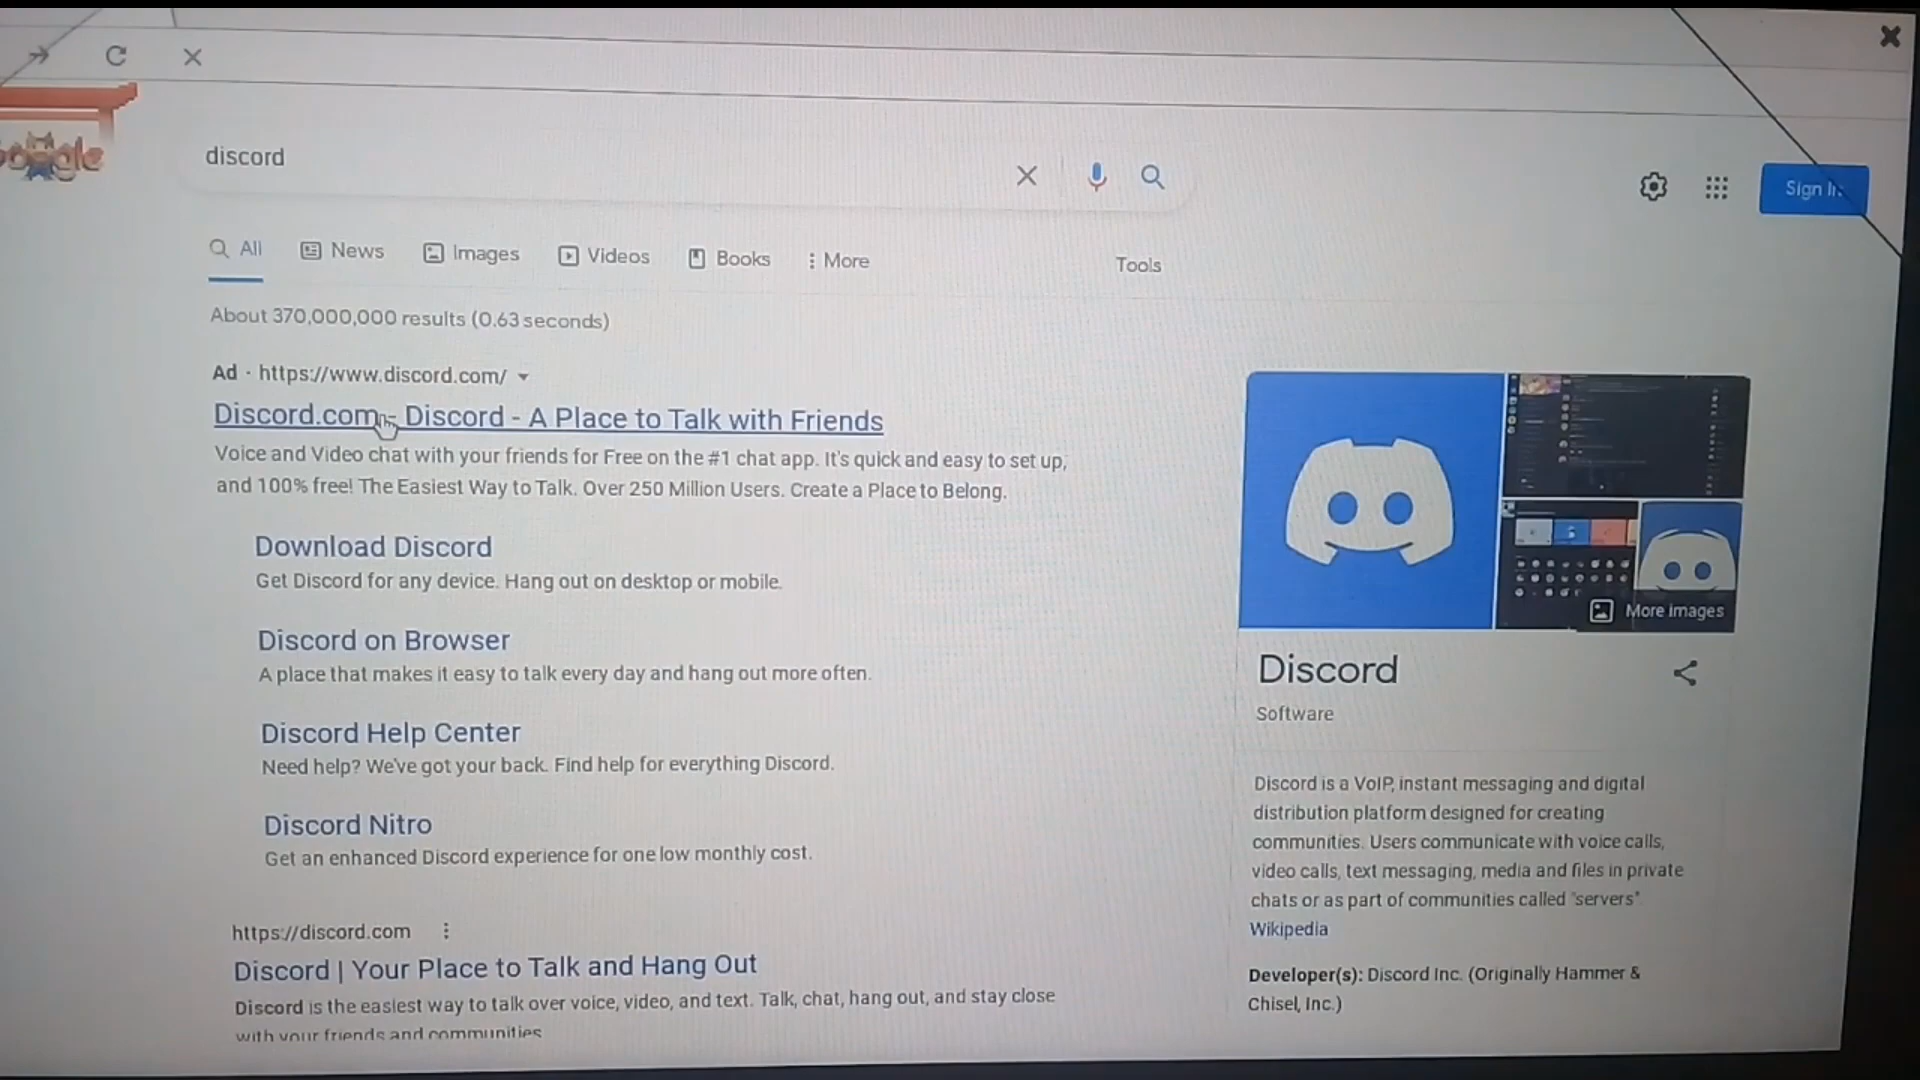 discord
Sign In
All
News
Images
Videos
Books
More
Tools
About 370,000,000 results (0.63 seconds)
Ad · https://www.discord.com/
Discord.com - Discord - A Place to Talk with Friends
Voice and Video chat with your friends for Free on the #1 chat app. It's quick and easy to set up,
and 100% free! The Easiest Way to Talk. Over 250 Million Users. Create a Place to Belong.
Download Discord
Get Discord for any device. Hang out on desktop or mobile.
Discord on Browser
A place that makes it easy to talk every day and hang out more often.
Discord Help Center
Need help? We've got your back. Find help for everything Discord.
Discord Nitro
Get an enhanced Discord experience for one low monthly cost.
https://discord.com
Discord | Your Place to Talk and Hang Out
Discord is the easiest way to talk over voice, video, and text. Talk, chat, hang out, and stay close
with your friends and communities
More images
Discord
Software
Discord is a VoIP, instant messaging and digital
distribution platform designed for creating
communities. Users communicate with voice calls,
video calls, text messaging, media and files in private
chats or as part of communities called "servers".
Wikipedia
Developer(s): Discord Inc. (Originally Hammer &
Chisel, Inc.)